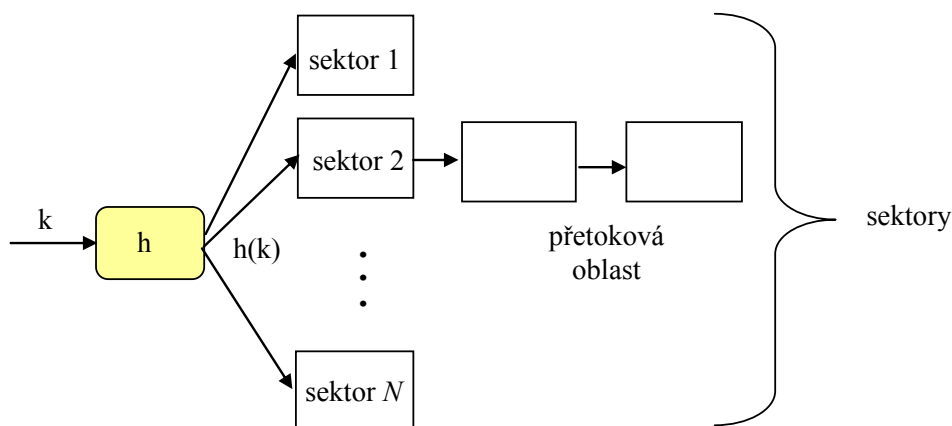 sektor 1
sektor 2
k
h
h(k)
přetoková
oblast
sektory
sektor N